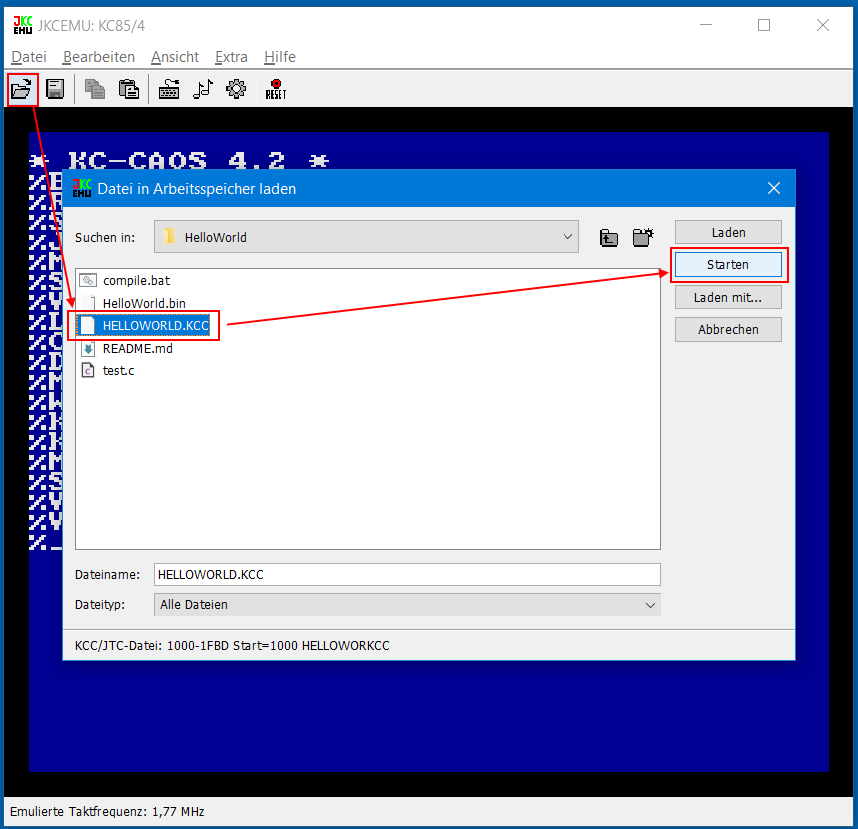 JKCEMU: KC85/4
Datei Bearbeiten Ansicht Extra Hilfe
RESET
* KC-CAOS 4.2 *
JKC EMU Datei in Arbeitsspeicher laden
Suchen in: HelloWorld
Laden
Starten
Laden mit...
Abbrechen
compile.bat
HelloWorld.bin
HELLOWORLD.KCC
README.md
test.c
Dateiname: HELLOWORLD.KCC
Dateityp: Alle Dateien
KCC/JTC-Datei: 1000-1FBD Start=1000 HELLOWORKCC
Emulierte Taktfrequenz: 1,77 MHz